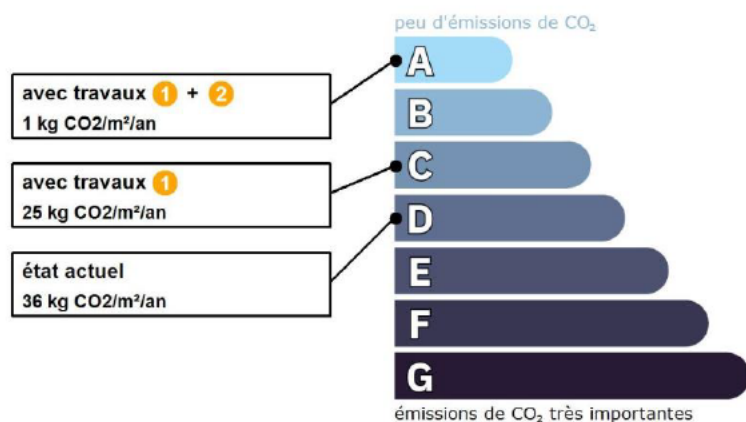 peu d'émissions de CO₂
A
avec travaux 1 + 2
1 kg CO2/m²/an
B
C
avec travaux 1
25 kg CO2/m²/an
D
état actuel
36 kg CO2/m²/an
E
F
G
émissions de CO₂ très importantes